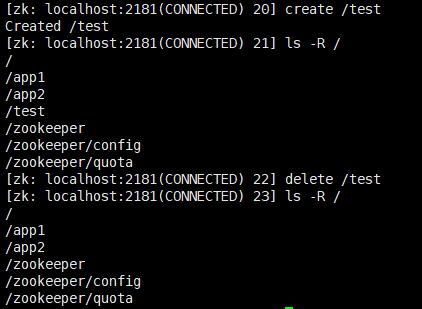 [zk: localhost:2181(CONNECTED) 20] create /test
Created /test
[zk: localhost:2181(CONNECTED) 21] ls -R /
/
/app1
/app2
/test
/zookeeper
/zookeeper/config
/zookeeper/quota
[zk: localhost:2181(CONNECTED) 22] delete /test
[zk: localhost:2181(CONNECTED) 23] ls -R /
/
/app1
/app2
/zookeeper
/zookeeper/config
/zookeeper/quota